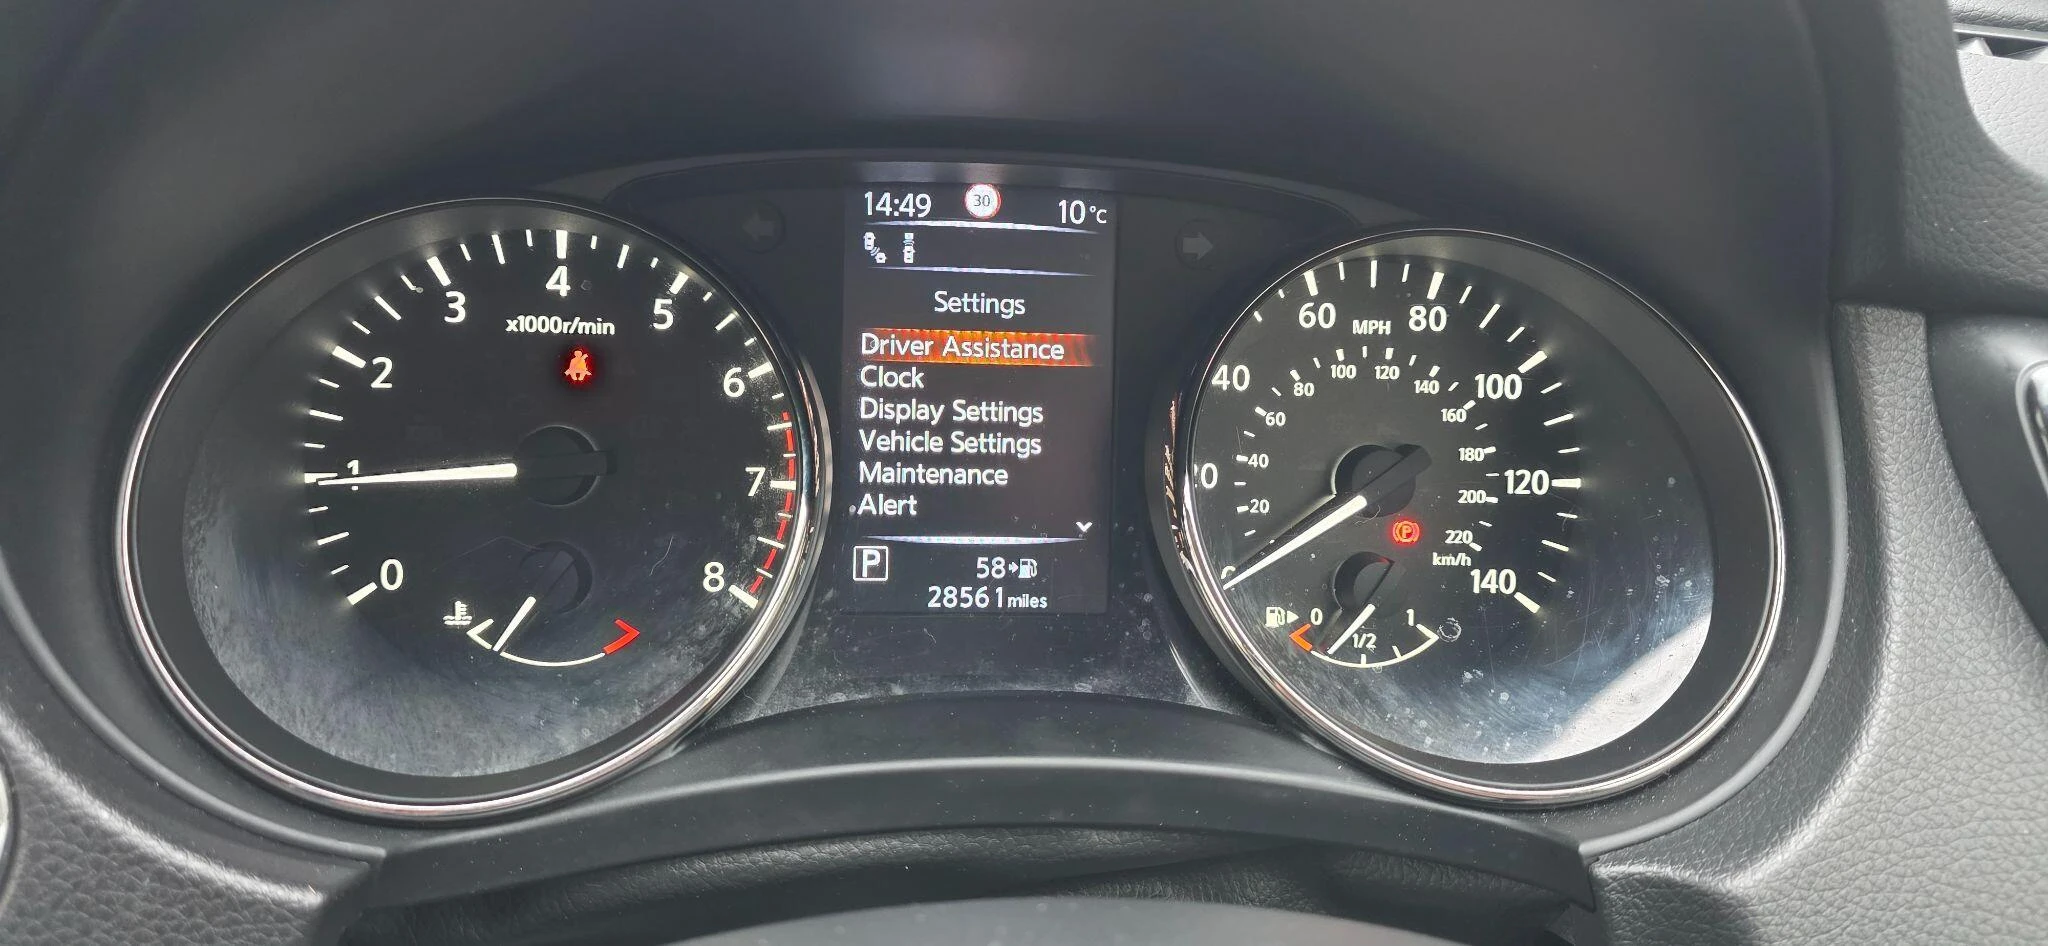 14:49 30 10°C
Settings
Driver Assistance
Clock
Display Settings
Vehicle Settings
Maintenance
Alert
P 58
28561 miles
0
1
2
3
4
5
6
7
8
x1000r/min
40
60
80
100
120
140
MPH
20
40
60
80
100
120
140
160
180
200
220
km/h
P
0 1/2 1